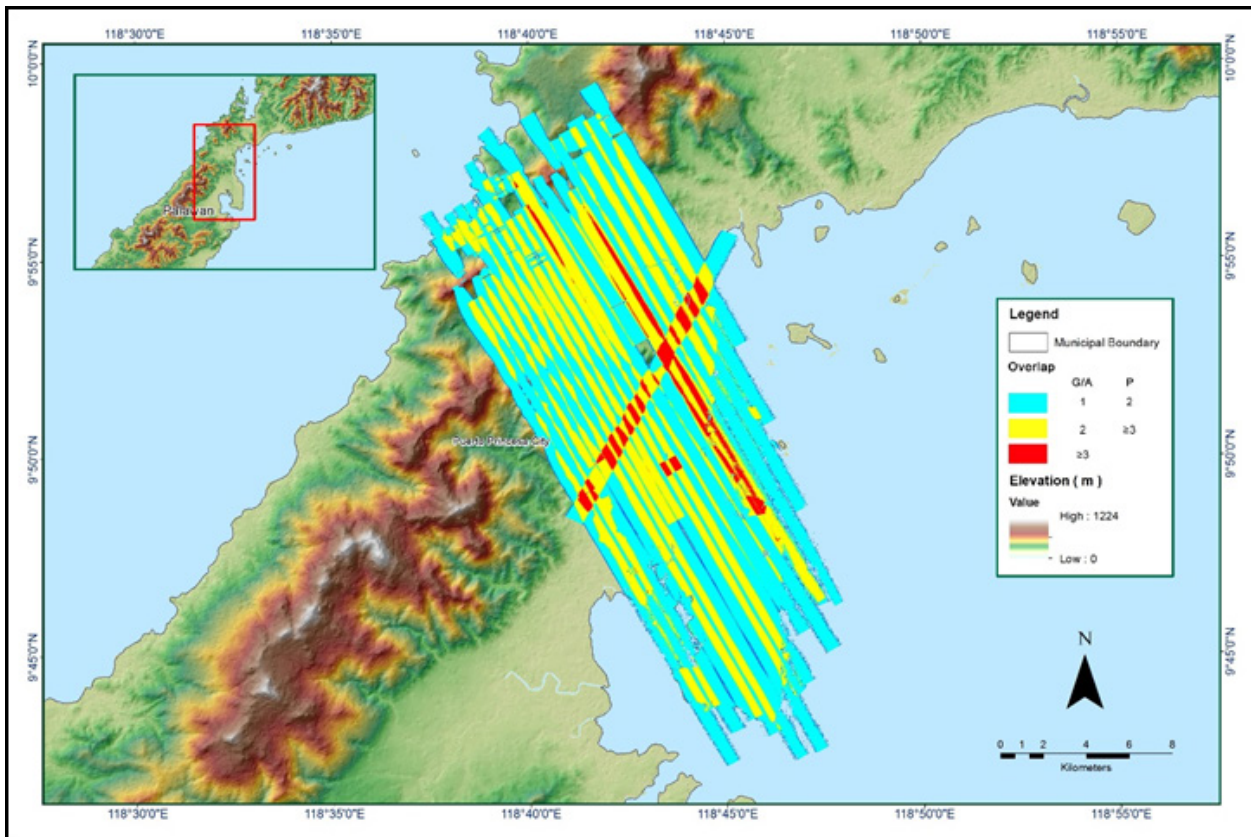 118°30'0"E 118°35'0"E 118°40'0"E 118°45'0"E 118°50'0"E 118°55'0"E
10°0'0"N 10°0'0"N
Palawan
9°55'0"N 9°55'0"N
Legend
Municipal Boundary
Overlap
G/A P
1 2
2 ≥3
≥3
Elevation ( m )
Value
High : 1224
Low : 0
Puerto Princesa City
9°50'0"N 9°50'0"N
9°45'0"N 9°45'0"N
N
0 1 2 4 6 8
Kilometers
118°30'0"E 118°35'0"E 118°40'0"E 118°45'0"E 118°50'0"E 118°55'0"E